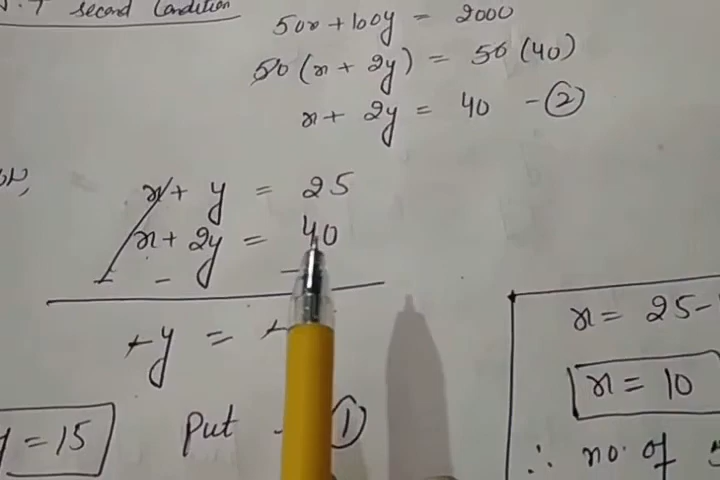 second Condition
50x + 100y = 2000
50 (x + 2y) = 50 (40)
x + 2y = 40 - ②
x + y = 25
x + 2y = 40
- - -
y =
y = 15
Put - ①
x = 25 -
x = 10
∴ no. of